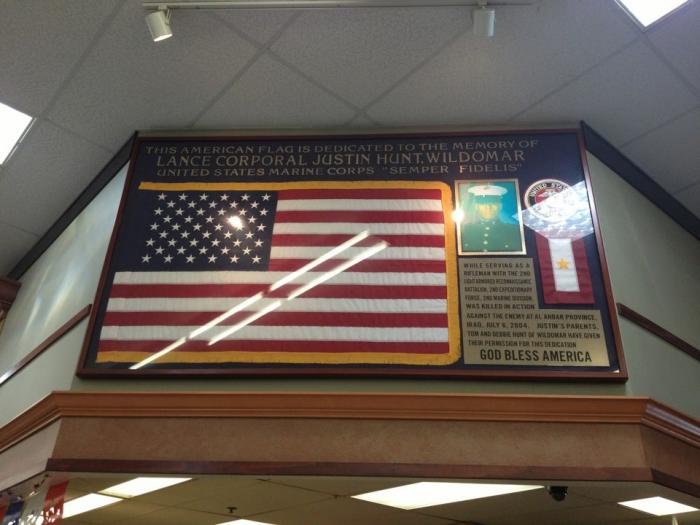 THIS AMERICAN FLAG IS DEDICATED TO THE MEMORY OF
LANCE CORPORAL JUSTIN HUNT, WILDOMAR
UNITED STATES MARINE CORPS "SEMPER FIDELIS"
UNITED STATES
WHILE SERVING AS A
RIFLEMAN WITH THE 2ND
LIGHT ARMORED RECONNAISSANCE
BATTALION, 2ND EXPEDITIONARY
FORCE, 2ND MARINE DIVISION,
WAS KILLED IN ACTION
AGAINST THE ENEMY AT AL ANBAR PROVINCE,
IRAQ, JULY 6, 2004. JUSTIN'S PARENTS,
TOM AND DEBBIE HUNT OF WILDOMAR HAVE GIVEN
THEIR PERMISSION FOR THIS DEDICATION
GOD BLESS AMERICA